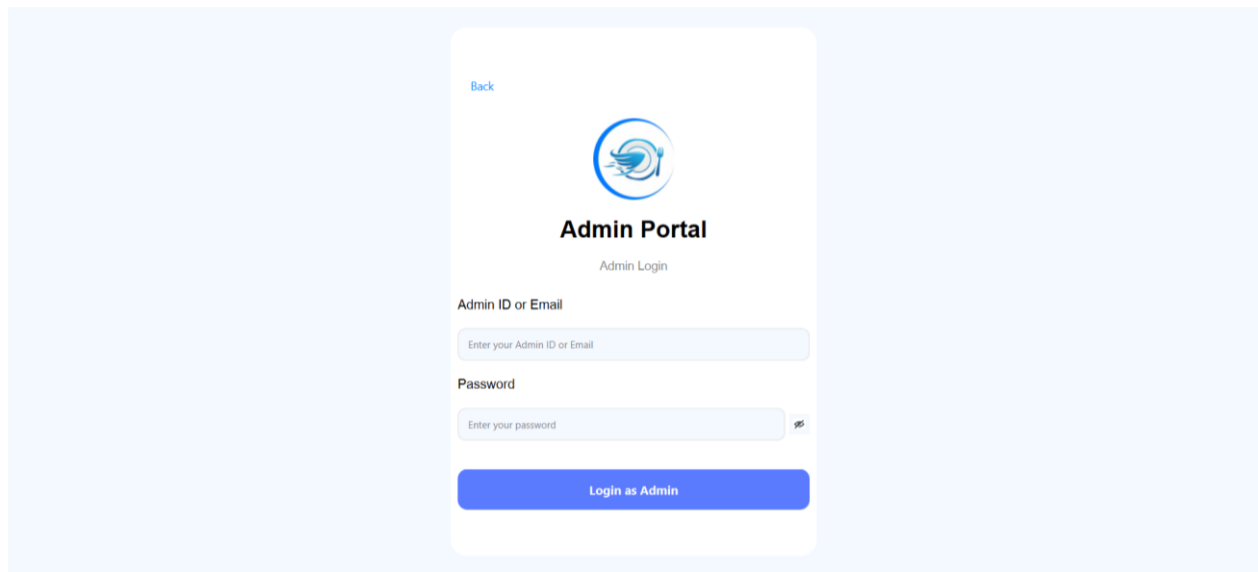 Back
Admin Portal
Admin Login
Admin ID or Email
Enter your Admin ID or Email
Password
Enter your password
Login as Admin